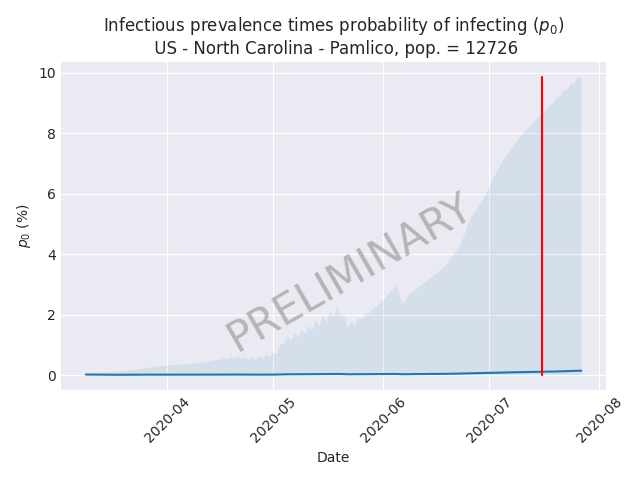 Infectious prevalence times probability of infecting (p₀)
US - North Carolina - Pamlico, pop. = 12726
10
8
6
4
2
0
p₀ (%)
PRELIMINARY
2020-04
2020-05
2020-06
2020-07
2020-08
Date